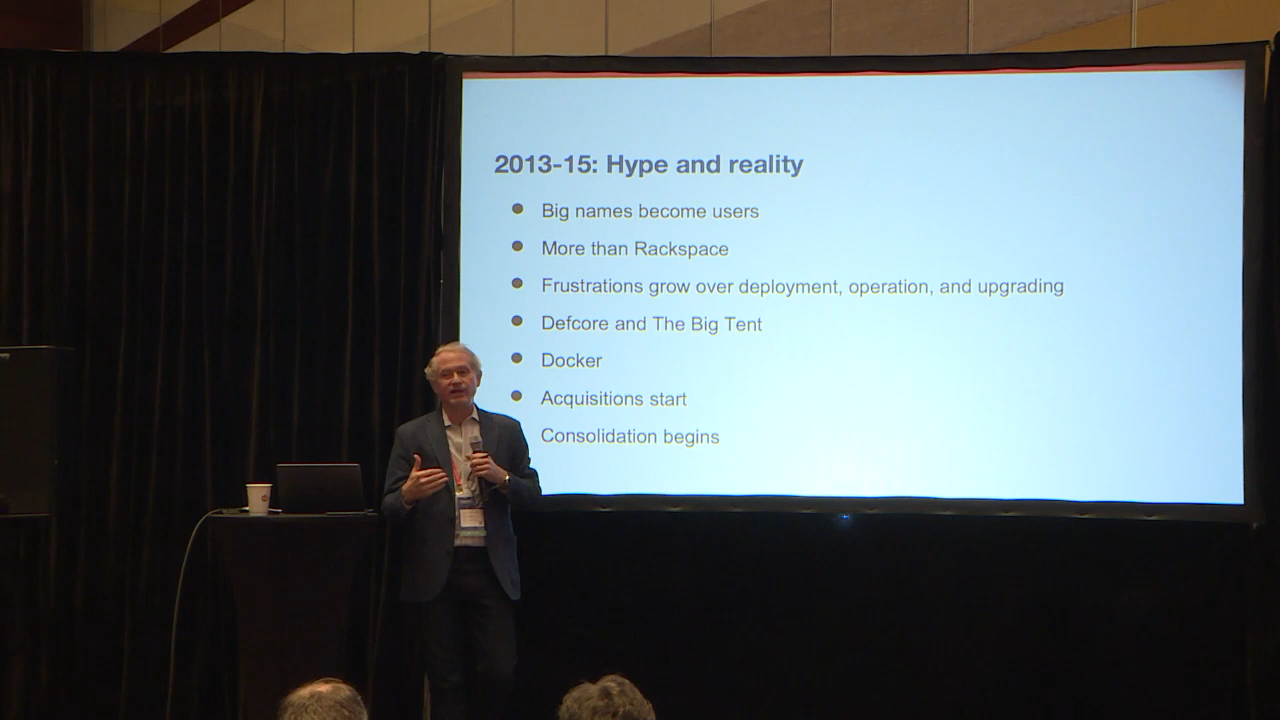 2013-15: Hype and reality
Big names become users
More than Rackspace
Frustrations grow over deployment, operation, and upgrading
Defcore and The Big Tent
Docker
Acquisitions start
Consolidation begins